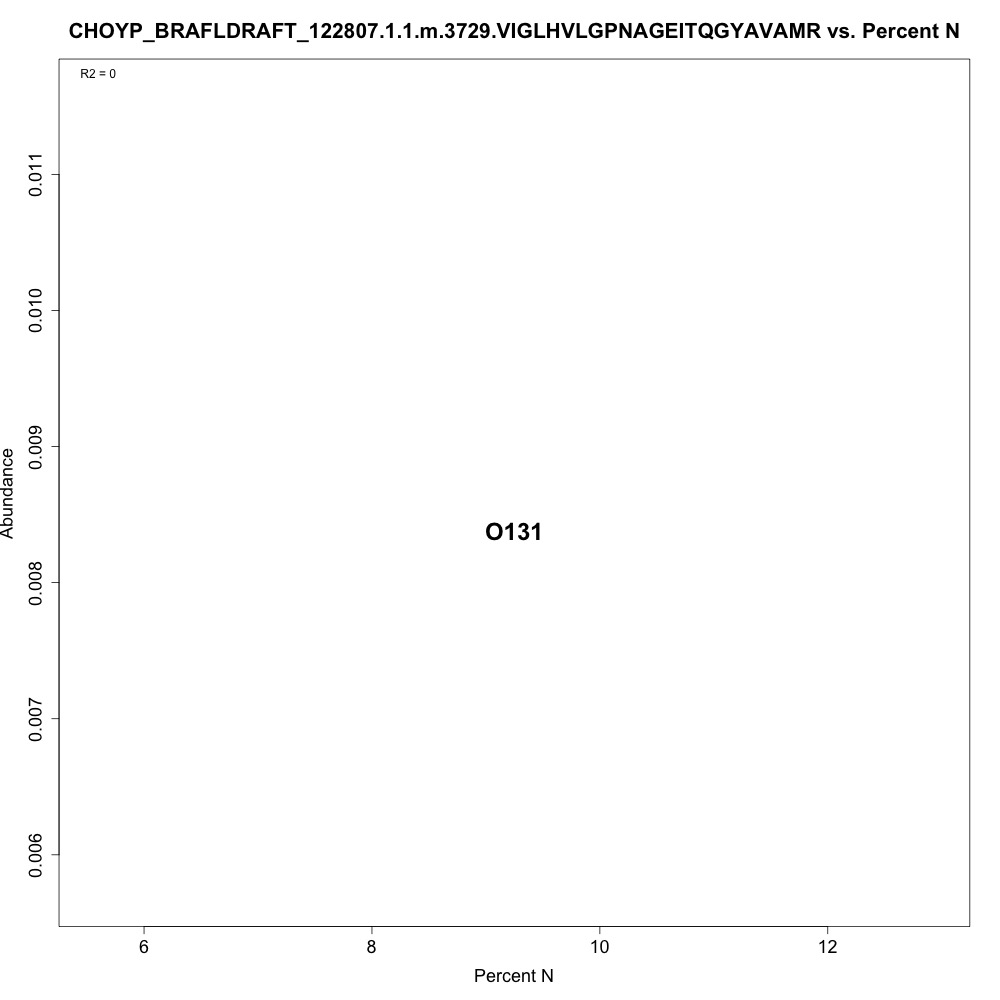 CHOYP_BRAFLDRAFT_122807.1.1.m.3729.VIGLHVLGPNAGEITQGYAVAMR vs. Percent N
R2 = 0
0.011
0.010
0.009
Abundance
O131
0.008
0.007
0.006
6 8 10 12
Percent N